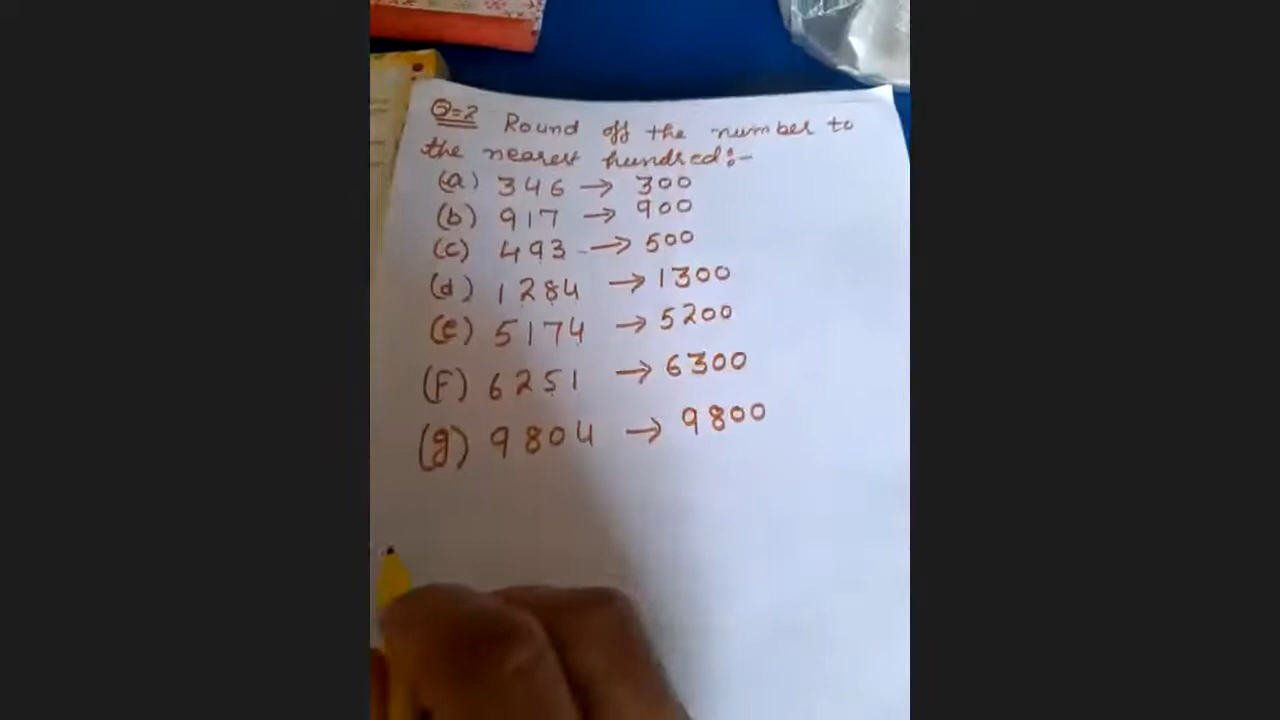 Q=2 Round off the number to
the nearest hundred:-
(a) 346 → 300
(b) 917 → 900
(c) 493 → 500
(d) 1284 → 1300
(e) 5174 → 5200
(F) 6251 → 6300
(g) 9804 → 9800